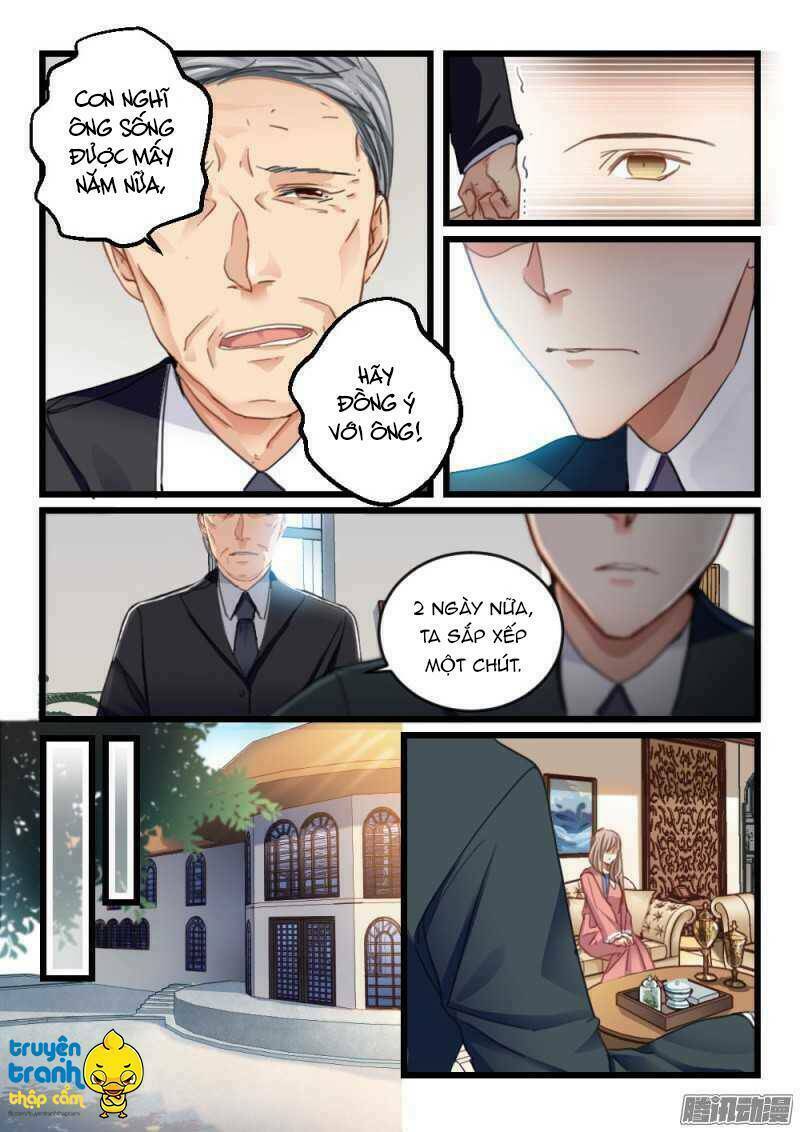 CON NGHĨ
ÔNG SỐNG
ĐƯỢC MẤY
NĂM NỮA,
HÃY
ĐỒNG Ý
VỚI ÔNG!
2 NGÀY NỮA,
TA SẮP XẾP
MỘT CHÚT.
truyện
tranh
thập cẩm
腾讯动漫